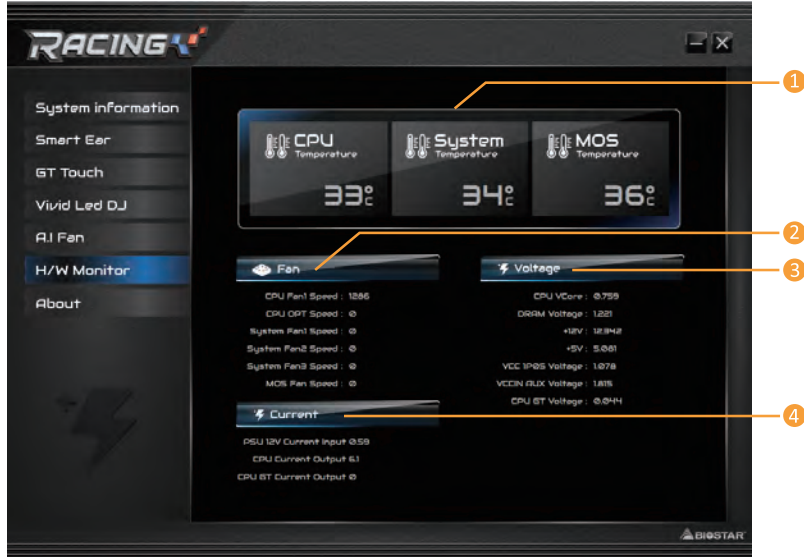 RACING
System information
Smart Ear
GT Touch
Vivid Led DJ
A.I Fan
H/W Monitor
About
CPU
Temperature
33°c
System
Temperature
34°c
MOS
Temperature
36°c
1
Fan
2
CPU Fan1 Speed : 1286
CPU OPT Speed : 0
System Fan1 Speed : 0
System Fan2 Speed : 0
System Fan3 Speed : 0
MOS Fan Speed : 0
Voltage
3
CPU VCore : 0.759
DRAM Voltage : 1.221
+12V : 12.942
+5V : 5.081
VCC 1P05 Voltage : 1.078
VCCIN AUX Voltage : 1.815
CPU GT Voltage : 0.044
Current
4
PSU 12V Current Input 0.59
CPU Current Output 6.1
CPU GT Current Output 0
BIOSTAR